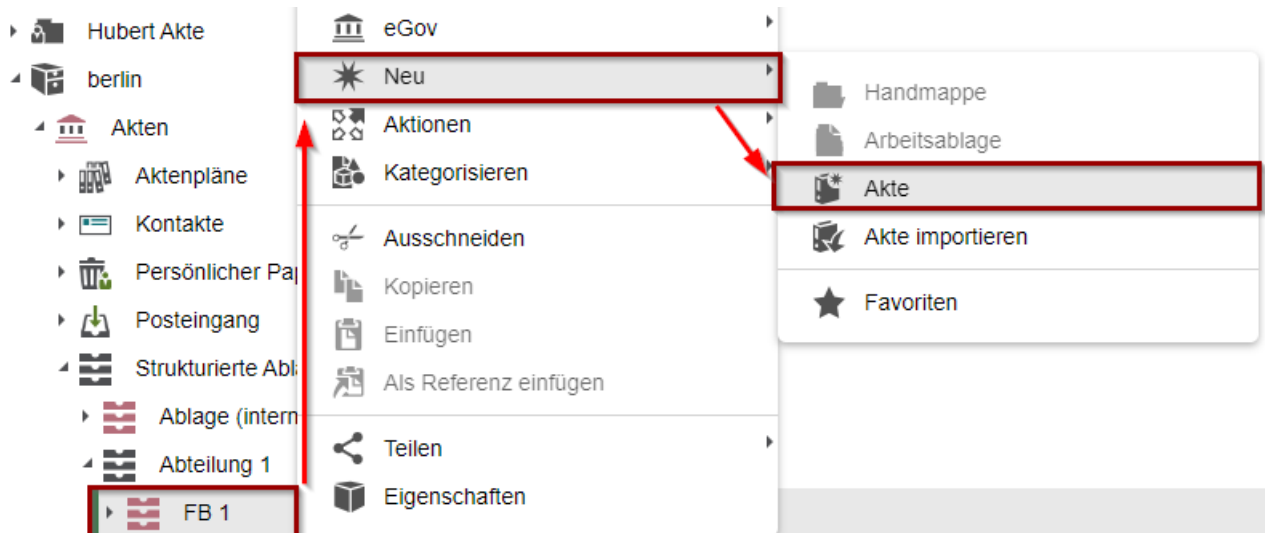 Hubert Akte
berlin
Akten
Aktenpläne
Kontakte
Persönlicher Pa
Posteingang
Strukturierte Abl
Ablage (intern
Abteilung 1
FB 1
eGov
Neu
Aktionen
Kategorisieren
Ausschneiden
Kopieren
Einfügen
Als Referenz einfügen
Teilen
Eigenschaften
Handmappe
Arbeitsablage
Akte
Akte importieren
Favoriten